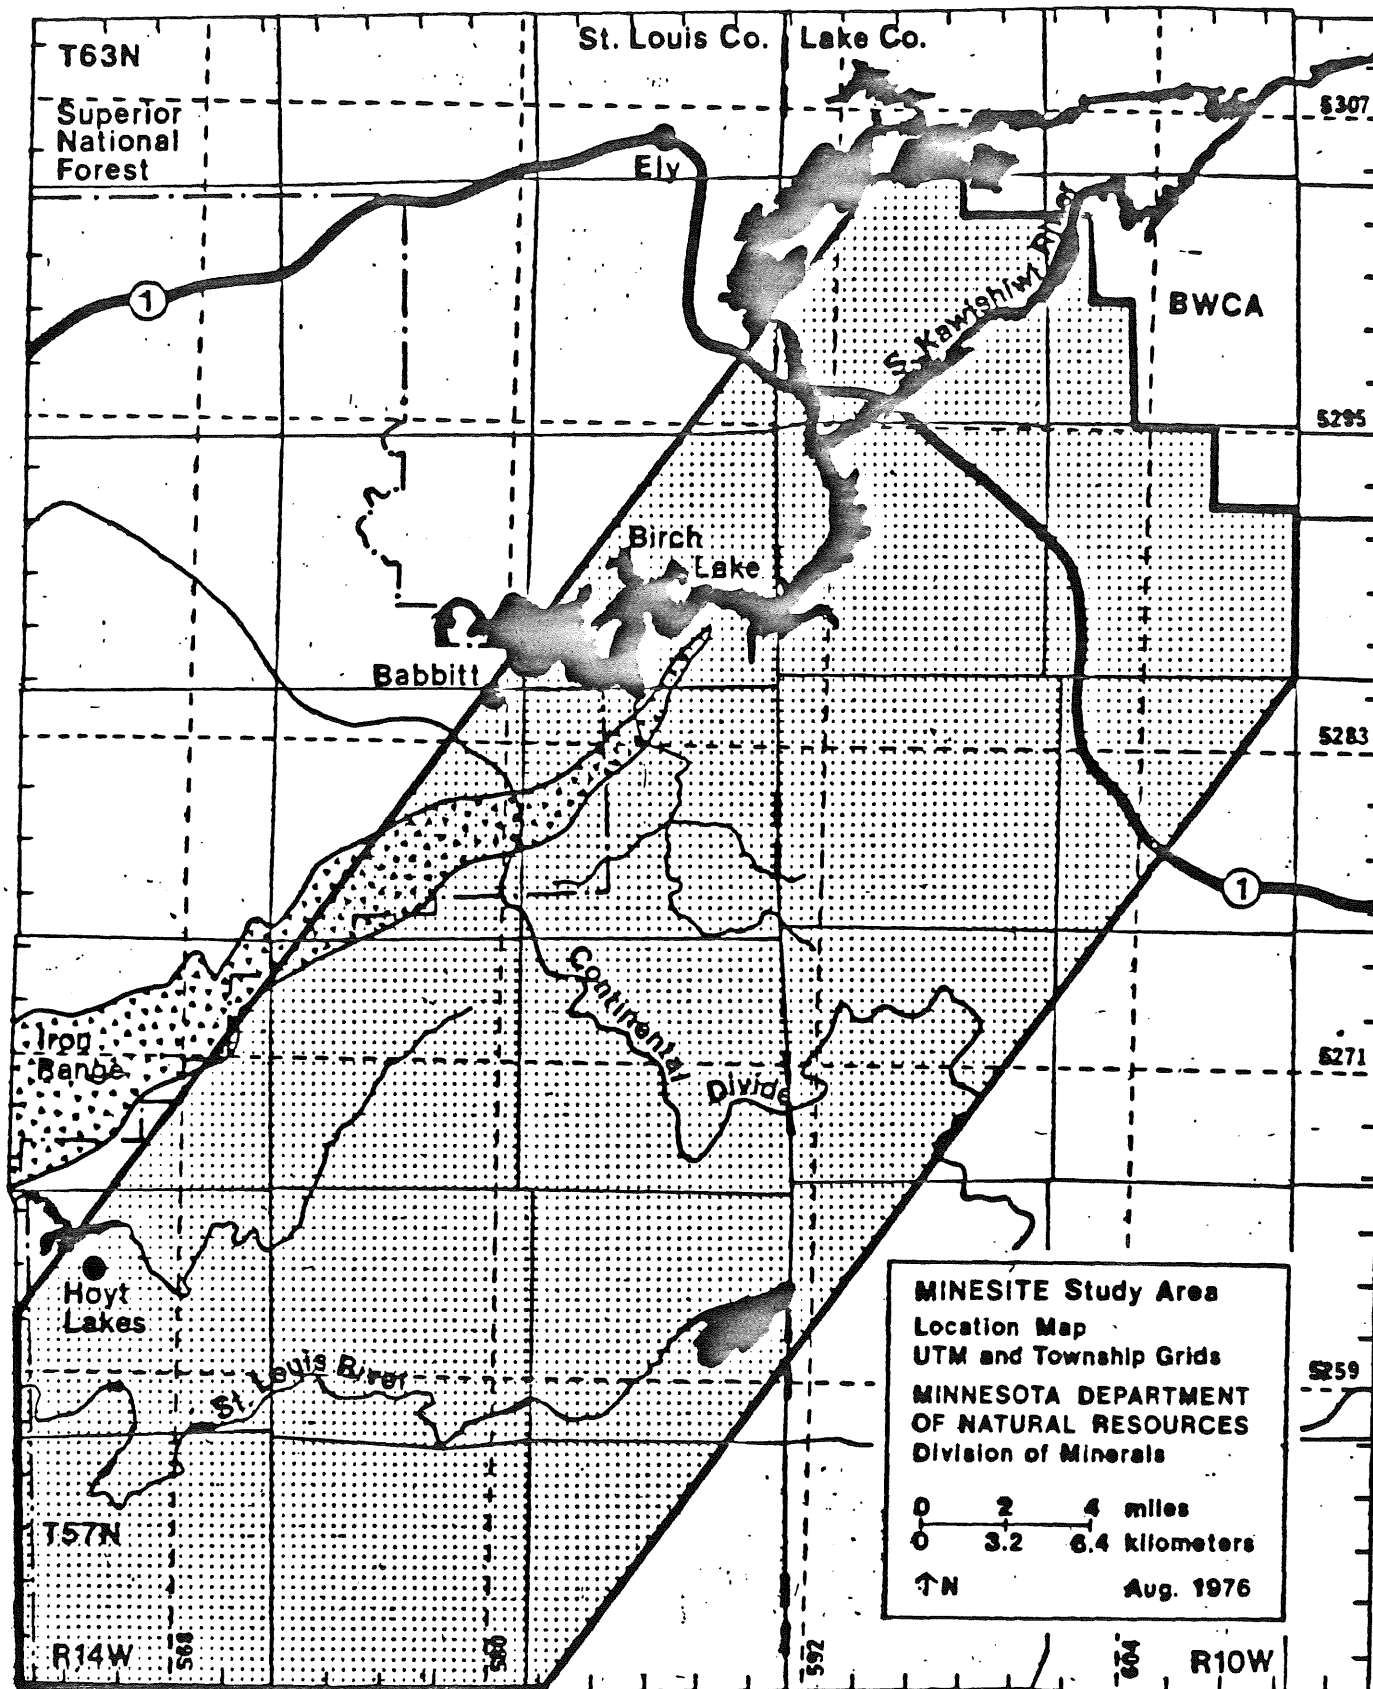 St. Louis Co. Lake Co.
T63N
Superior
National
Forest
5307
Ely
1
S. Kawishiwi River
BWCA
5295
Birch
Lake
Babbitt
5283
1
Continental
Divide
Iron
Range
5271
Hoyt
Lakes
St. Louis River
5259
MINESITE Study Area
Location Map
UTM and Township Grids
MINNESOTA DEPARTMENT
OF NATURAL RESOURCES
Division of Minerals
0 2 4 miles
0 3.2 6.4 kilometers
↑N Aug. 1976
T57N
R14W
568
580
592
604
R10W